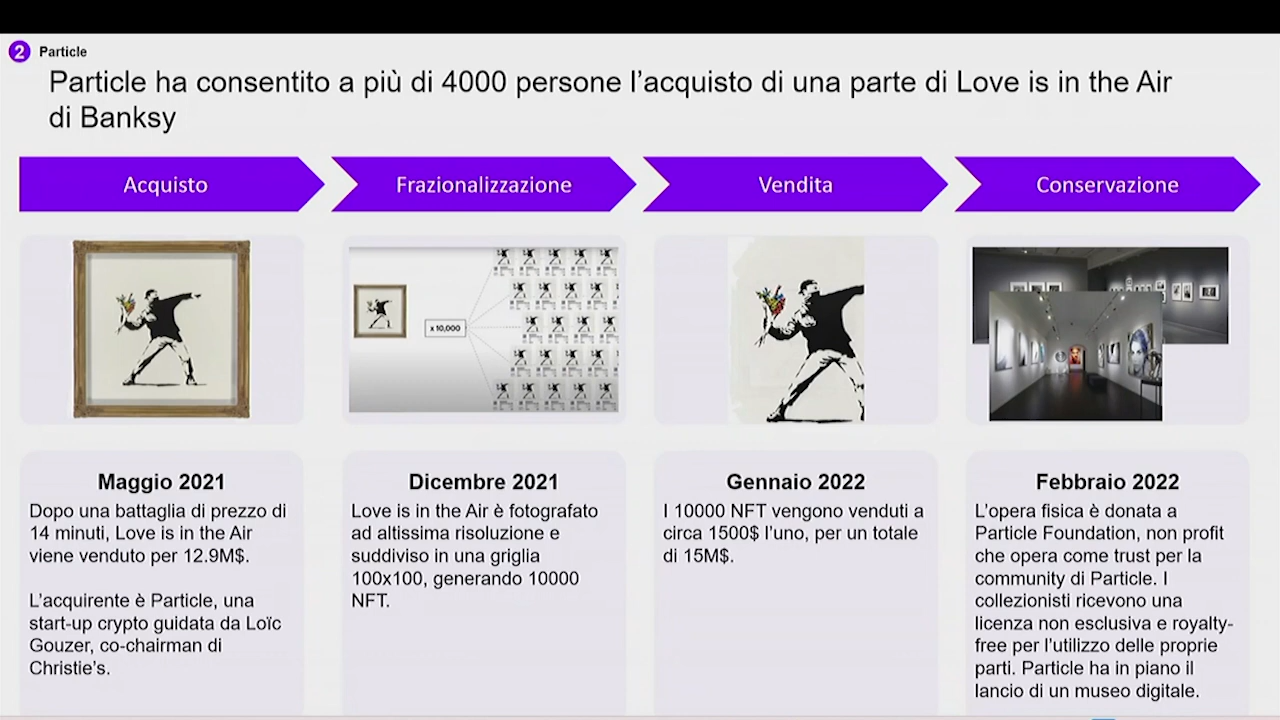 2 Particle
Particle ha consentito a più di 4000 persone l'acquisto di una parte di Love is in the Air
di Banksy
Acquisto
Frazionalizzazione
Vendita
Conservazione
x 10,000
Maggio 2021
Dopo una battaglia di prezzo di
14 minuti, Love is in the Air
viene venduto per 12.9M$.
L'acquirente è Particle, una
start-up crypto guidata da Loïc
Gouzer, co-chairman di
Christie's.
Dicembre 2021
Love is in the Air è fotografato
ad altissima risoluzione e
suddiviso in una griglia
100x100, generando 10000
NFT.
Gennaio 2022
I 10000 NFT vengono venduti a
circa 1500$ l'uno, per un totale
di 15M$.
Febbraio 2022
L'opera fisica è donata a
Particle Foundation, non profit
che opera come trust per la
community di Particle. I
collezionisti ricevono una
licenza non esclusiva e royalty-
free per l'utilizzo delle proprie
parti. Particle ha in piano il
lancio di un museo digitale.